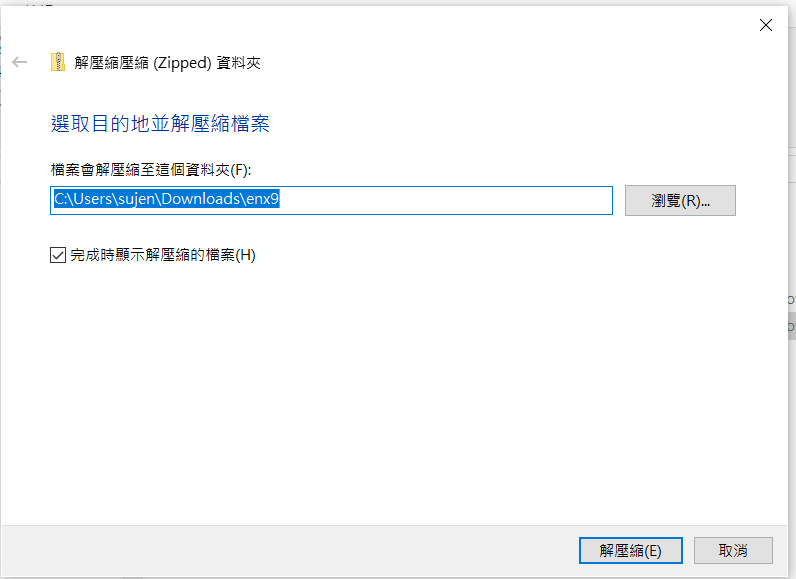 解壓縮壓縮 (Zipped) 資料夾
選取目的地並解壓縮檔案
檔案會解壓縮至這個資料夾(F):
C:\Users\sujen\Downloads\enx9
瀏覽(R)...
完成時顯示解壓縮的檔案(H)
解壓縮(E)
取消